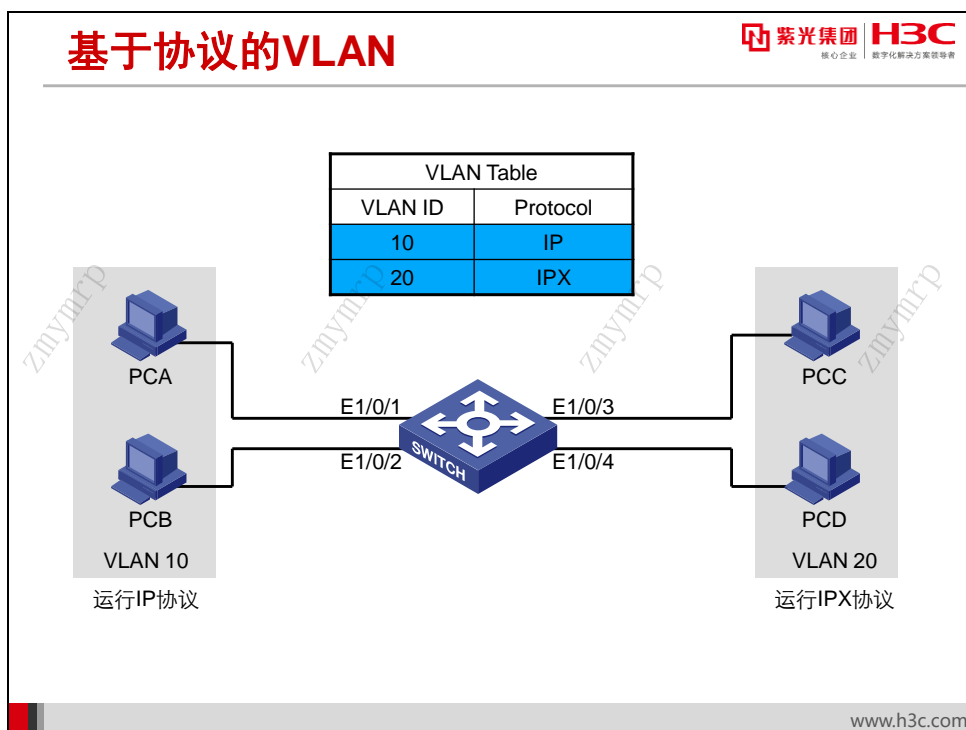 基于协议的VLAN
紫光集团 H3C
核心企业 数字化解决方案领导者
VLAN Table
VLAN ID Protocol
10 IP
20 IPX
zmymrp zmymrp zmymrp zmymrp
PCA
PCC
E1/0/1 E1/0/3
SWITCH
E1/0/2 E1/0/4
PCB
PCD
VLAN 10
VLAN 20
运行IP协议
运行IPX协议
www.h3c.com